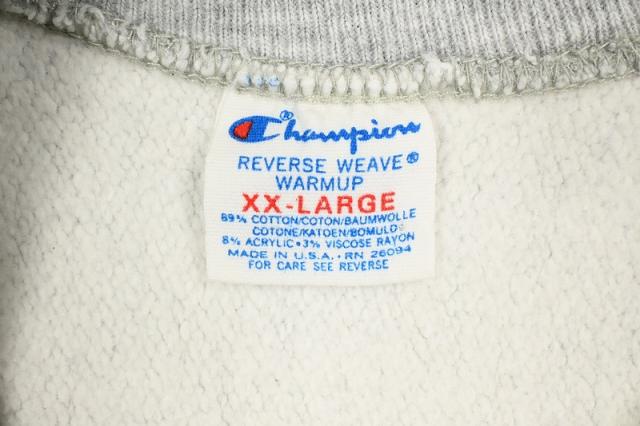 Champion®
REVERSE WEAVE®
WARMUP
XX-LARGE
89% COTTON/COTON/BAUMWOLLE
COTONE/KATOEN/BOMULD
8% ACRYLIC • 3% VISCOSE RAYON
MADE IN U.S.A. • RN 26094
FOR CARE SEE REVERSE